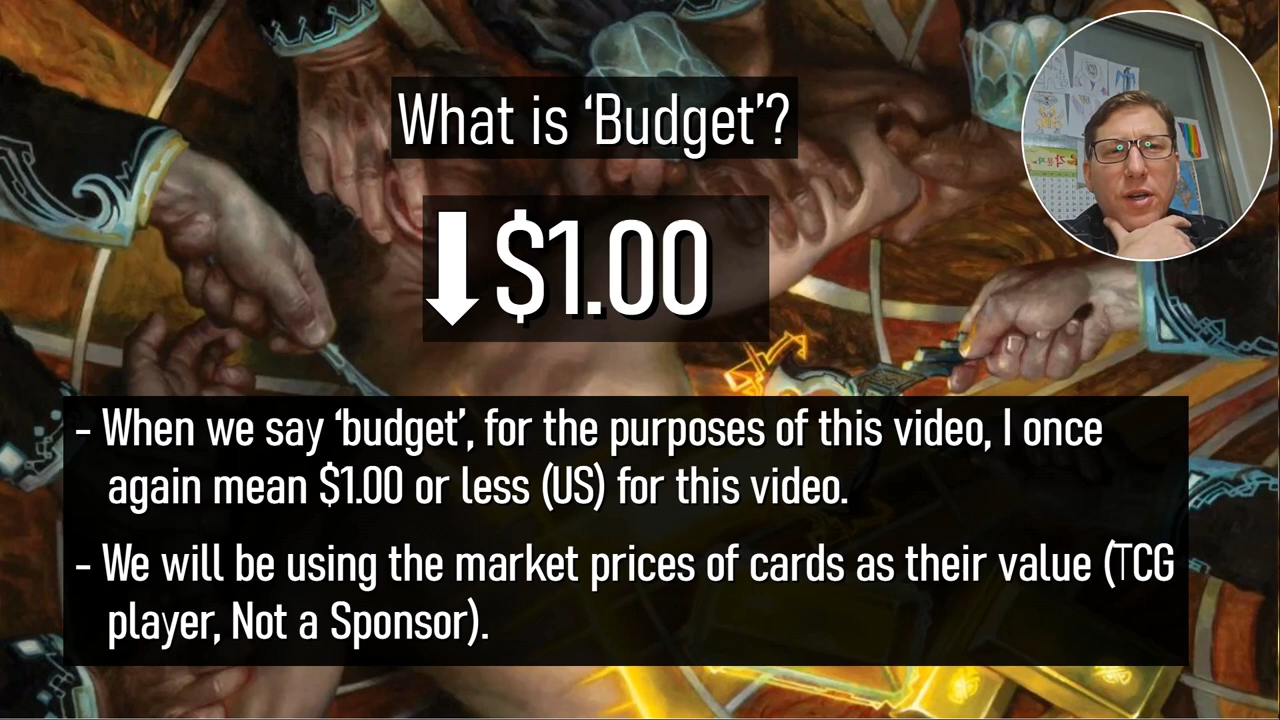 What is ‘Budget’?
$1.00
- When we say ‘budget’, for the purposes of this video, I once
again mean $1.00 or less (US) for this video.
- We will be using the market prices of cards as their value (TCG
player, Not a Sponsor).